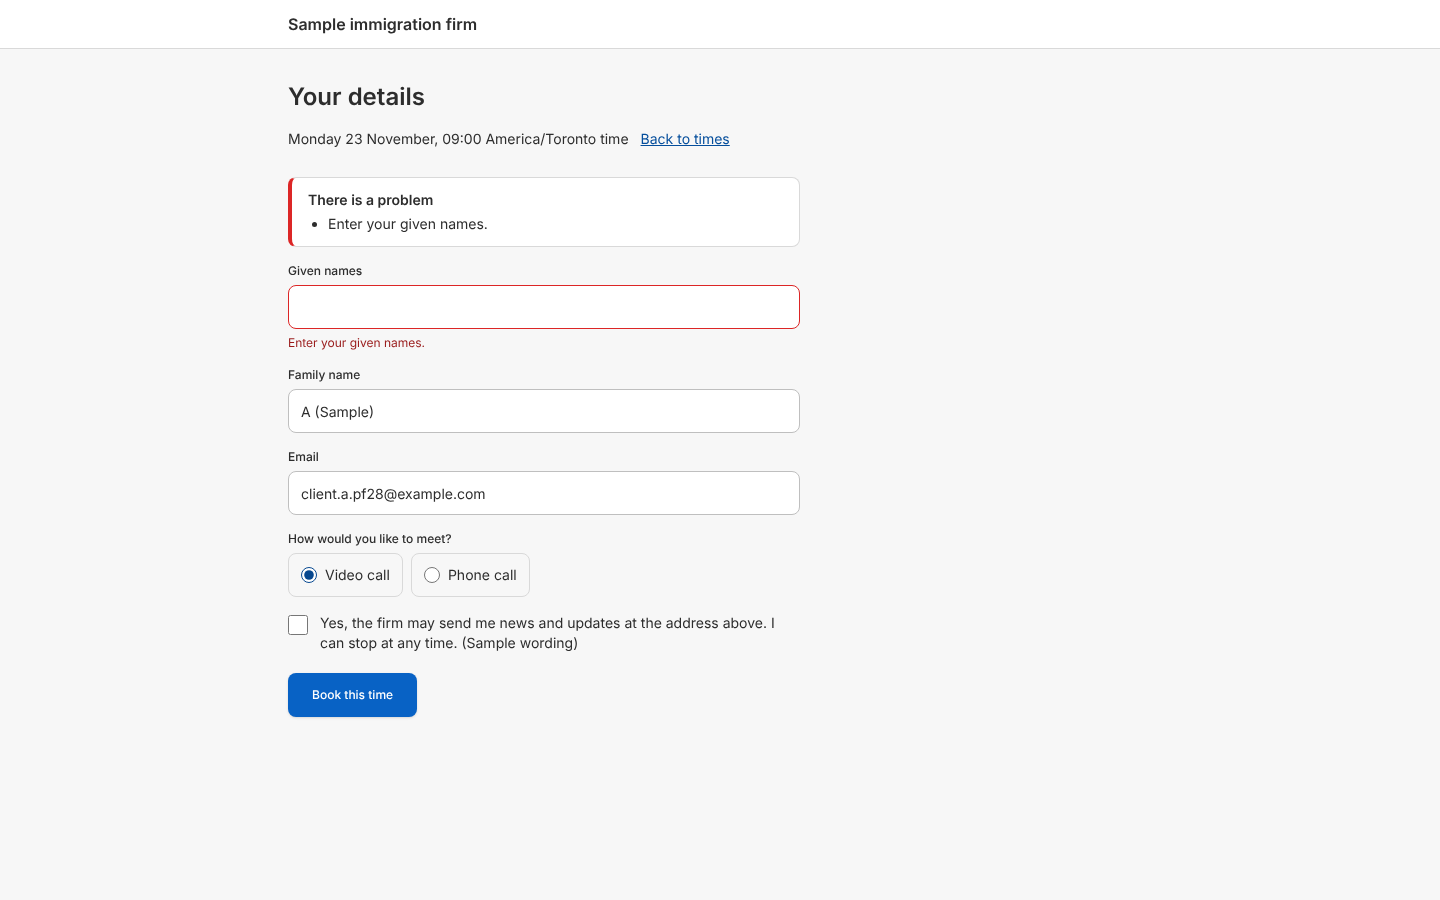 Sample immigration firm
Your details
Monday 23 November, 09:00 America/Toronto time Back to times
There is a problem
• Enter your given names.
Given names
Enter your given names.
Family name
A (Sample)
Email
client.a.pf28@example.com
How would you like to meet?
Video call Phone call
Yes, the firm may send me news and updates at the address above. I
can stop at any time. (Sample wording)
Book this time